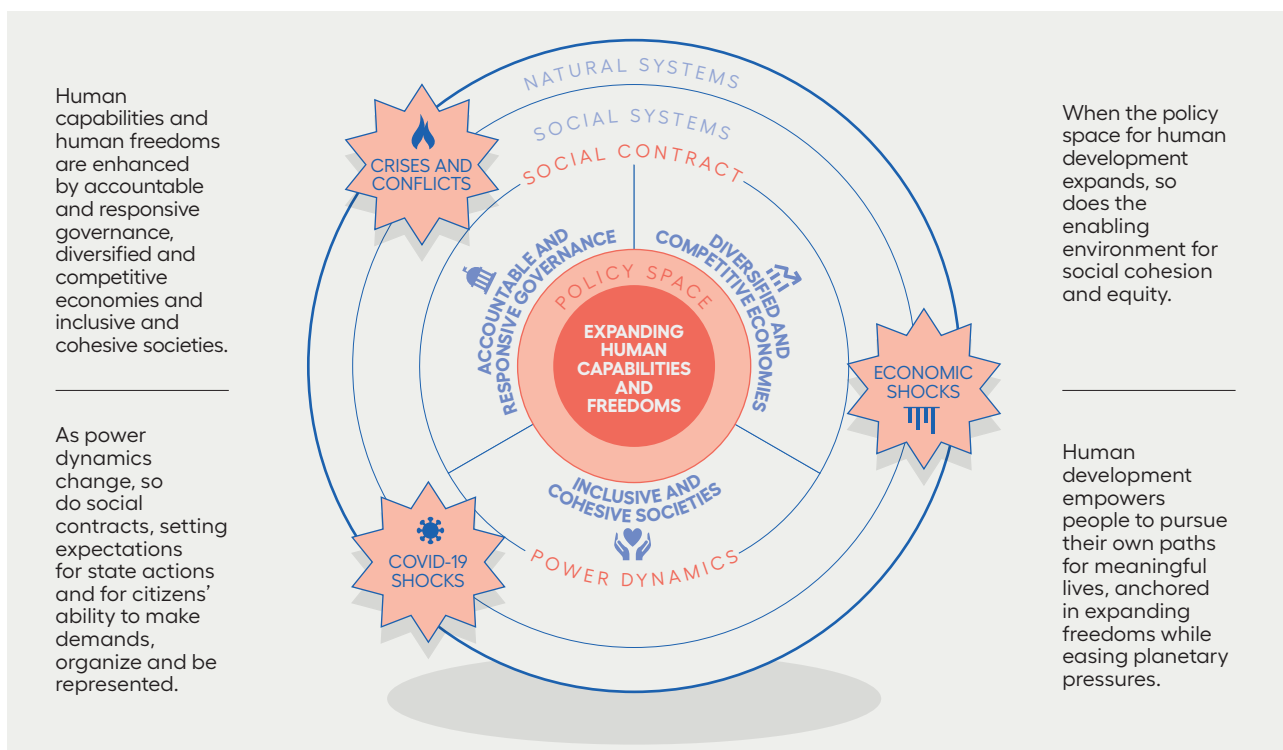 Human
capabilities and
human freedoms
are enhanced
by accountable
and responsive
governance,
diversified and
competitive
economies and
inclusive and
cohesive societies.
As power
dynamics
change, so
do social
contracts, setting
expectations
for state actions
and for citizens'
ability to make
demands,
organize and be
represented.
NATURAL SYSTEMS
SOCIAL SYSTEMS
SOCIAL CONTRACT
CRISES AND
CONFLICTS
ACCOUNTABLE AND
RESPONSIVE GOVERNANCE
DIVERSIFIED AND
COMPETITIVE ECONOMIES
POLICY SPACE
EXPANDING
HUMAN
CAPABILITIES
AND
FREEDOMS
ECONOMIC
SHOCKS
INCLUSIVE AND
COHESIVE SOCIETIES
COVID-19
SHOCKS
POWER DYNAMICS
When the policy
space for human
development
expands, so
does the
enabling
environment for
social cohesion
and equity.
Human
development
empowers
people to pursue
their own paths
for meaningful
lives, anchored
in expanding
freedoms while
easing planetary
pressures.